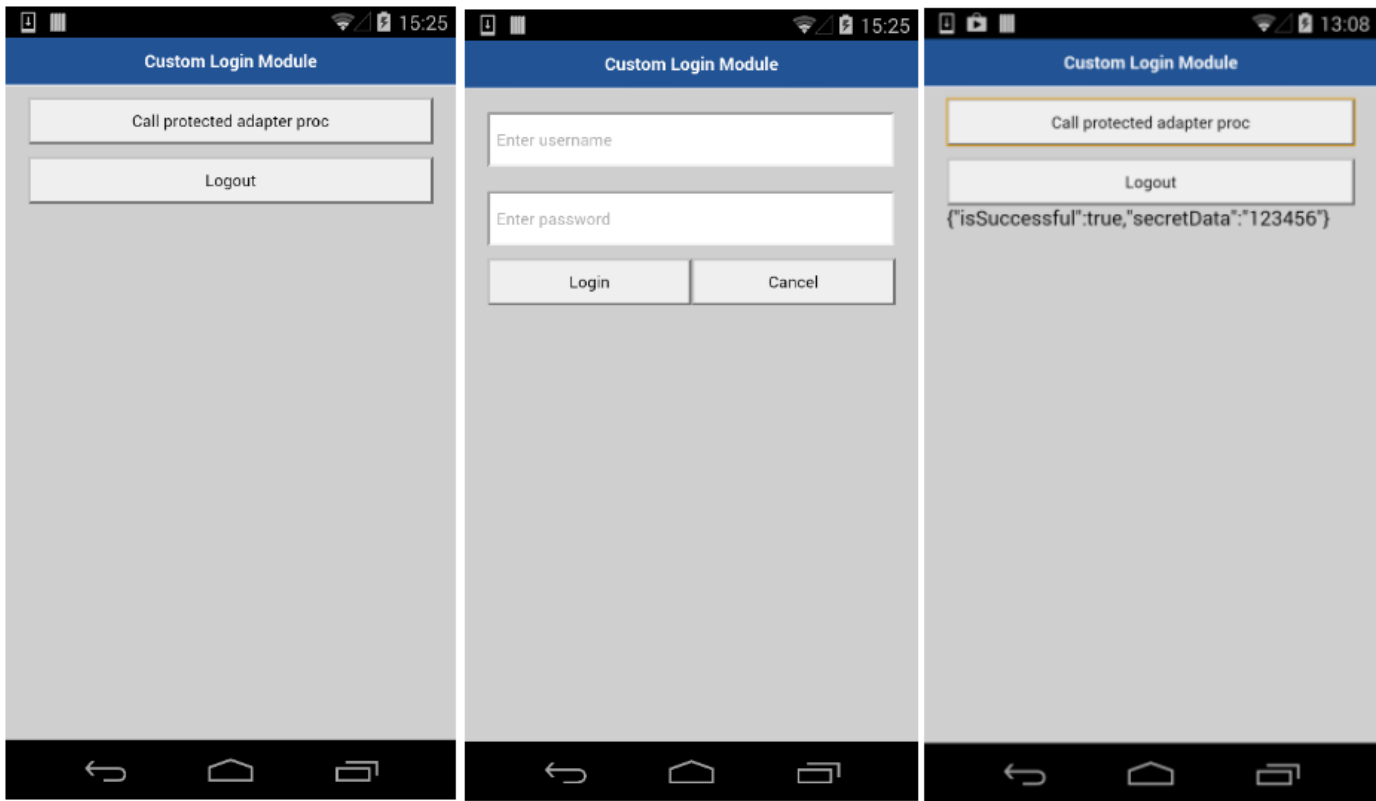 15:25
Custom Login Module
Call protected adapter proc
Logout
15:25
Custom Login Module
Enter username
Enter password
Login Cancel
13:08
Custom Login Module
Call protected adapter proc
Logout
{"isSuccessful":true,"secretData":"123456"}